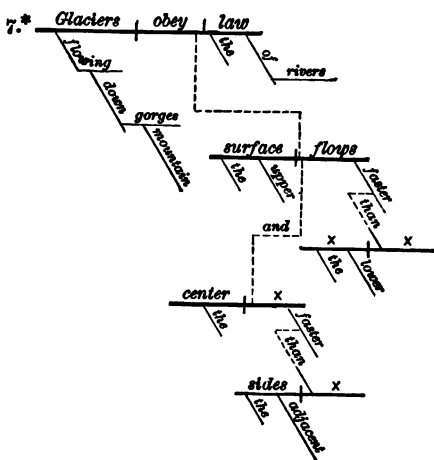 7.* Glaciers obey law
flowing the of
down rivers
gorges
mountain
surface flows
the upper faster
than
and x x
the lower
center x
the faster
than
sides x
the adjacent